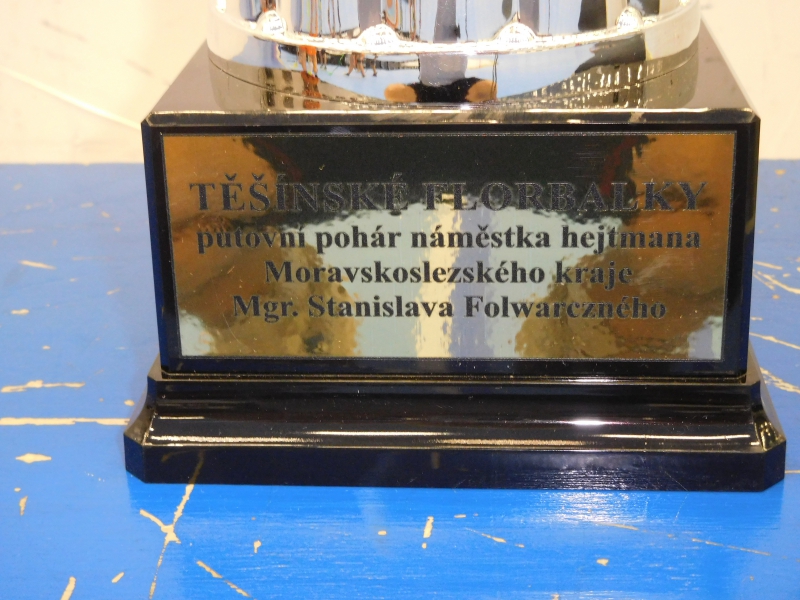 TĚŠÍNSKÉ FLORBALKY
putovní pohár náměstka hejtmana
Moravskoslezského kraje
Mgr. Stanislava Folwarczného